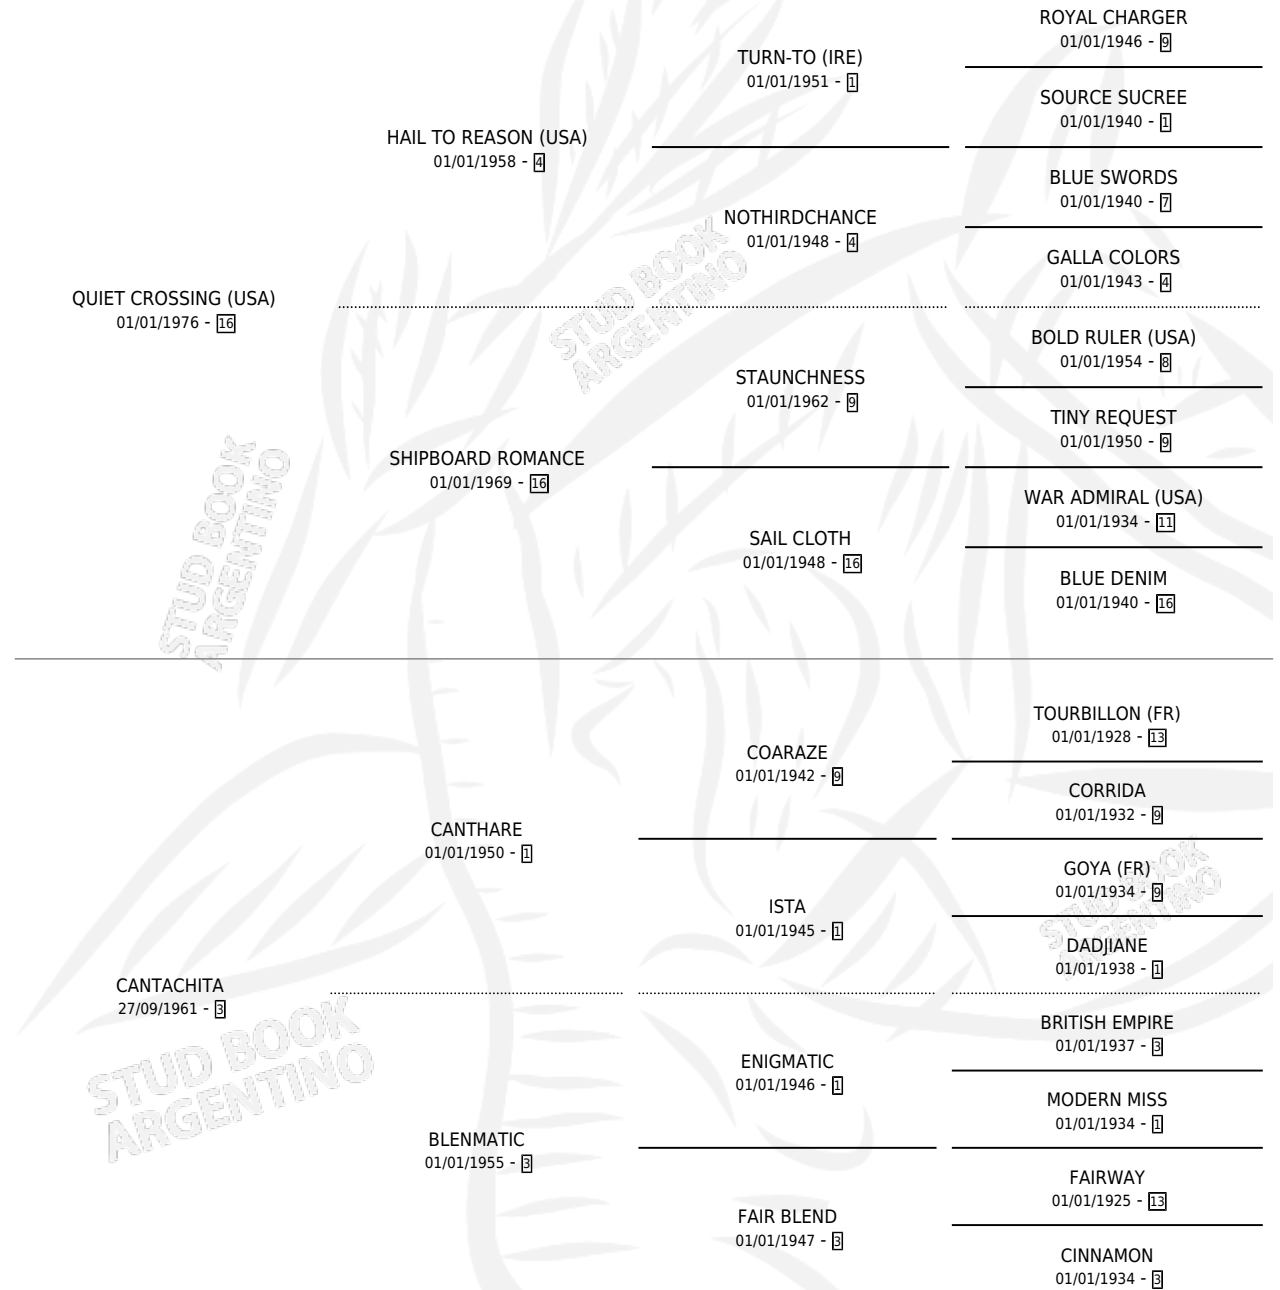 ROYAL CHARGER
01/01/1946 - 9
TURN-TO (IRE)
01/01/1951 - 1
SOURCE SUCREE
01/01/1940 - 1
HAIL TO REASON (USA)
01/01/1958 - 4
BLUE SWORDS
01/01/1940 - 7
NOTHIRDCHANCE
01/01/1948 - 4
GALLA COLORS
01/01/1943 - 4
QUIET CROSSING (USA)
01/01/1976 - 16
STUD BOOK
ARGENTINO
BOLD RULER (USA)
01/01/1954 - 8
STAUNCHNESS
01/01/1962 - 9
TINY REQUEST
01/01/1950 - 9
SHIPBOARD ROMANCE
01/01/1969 - 16
WAR ADMIRAL (USA)
01/01/1934 - 11
SAIL CLOTH
01/01/1948 - 16
BLUE DENIM
01/01/1940 - 16
STUD BOOK
ARGENTINO
TOURBILLON (FR)
01/01/1928 - 13
COARAZE
01/01/1942 - 9
CORRIDA
01/01/1932 - 9
CANTHARE
01/01/1950 - 1
GOYA (FR)
01/01/1934 - 9
ISTA
01/01/1945 - 1
DADJIANE
01/01/1938 - 1
STUD BOOK
ARGENTINO
CANTACHITA
27/09/1961 - 3
BRITISH EMPIRE
01/01/1937 - 3
ENIGMATIC
01/01/1946 - 1
MODERN MISS
01/01/1934 - 1
STUD BOOK
ARGENTINO
BLENMATIC
01/01/1955 - 3
FAIRWAY
01/01/1925 - 13
FAIR BLEND
01/01/1947 - 3
CINNAMON
01/01/1934 - 3